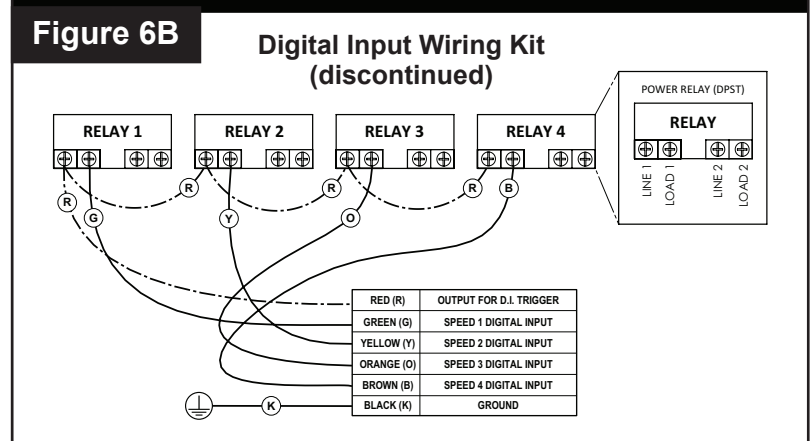 Figure 6B
Digital Input Wiring Kit
(discontinued)
POWER RELAY (DPST)
RELAY
LINE 1
LOAD 1
LINE 2
LOAD 2
RELAY 1
RELAY 2
RELAY 3
RELAY 4
R
R
R
R
G
Y
O
B
RED (R) OUTPUT FOR D.I. TRIGGER
GREEN (G) SPEED 1 DIGITAL INPUT
YELLOW (Y) SPEED 2 DIGITAL INPUT
ORANGE (O) SPEED 3 DIGITAL INPUT
BROWN (B) SPEED 4 DIGITAL INPUT
BLACK (K) GROUND
K